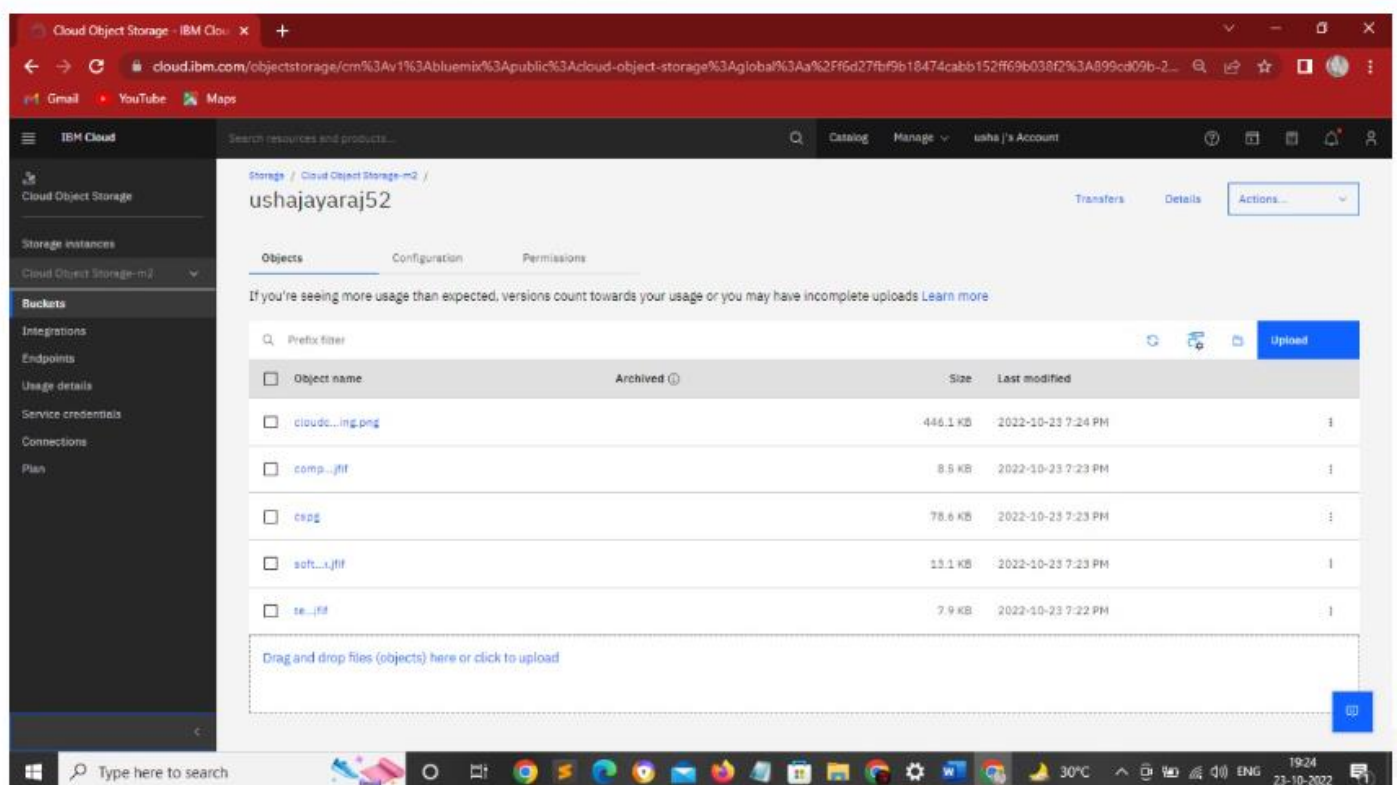 Cloud Object Storage - IBM Clou
cloud.ibm.com/objectstorage/crn%3Av1%3Abluemix%3Apublic%3Acloud-object-storage%3Aglobal%3Aa%2Ff6d27fbf9b18474cabb152ff69b038f2%3A899cd09b-2...
Gmail YouTube Maps
IBM Cloud Search resources and products... Catalog Manage usha j's Account
Cloud Object Storage
Storage instances
Cloud Object Storage-m2
Buckets
Integrations
Endpoints
Usage details
Service credentials
Connections
Plan
Storage / Cloud Object Storage-m2 /
ushajayaraj52 Transfers Details Actions...
Objects Configuration Permissions
If you're seeing more usage than expected, versions count towards your usage or you may have incomplete uploads Learn more
Prefix filter Upload
Object name Archived Size Last modified
cloudc...ing.png 446.1 KB 2022-10-23 7:24 PM
comp...jfif 8.5 KB 2022-10-23 7:23 PM
78.6 KB 2022-10-23 7:23 PM
13.1 KB 2022-10-23 7:23 PM
7.9 KB 2022-10-23 7:22 PM
Drag and drop files (objects) here or click to upload
Type here to search 30°C ENG 19:24
23-10-2022